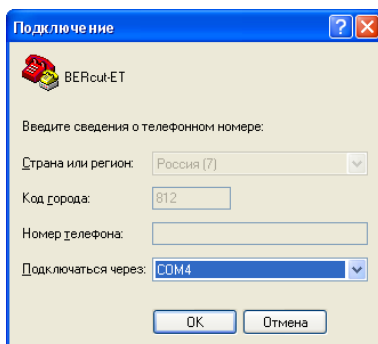 Подключение
BERcut-ET
Введите сведения о телефонном номере:
Страна или регион: Россия (7)
Код города: 812
Номер телефона:
Подключаться через: COM4
OK Отмена